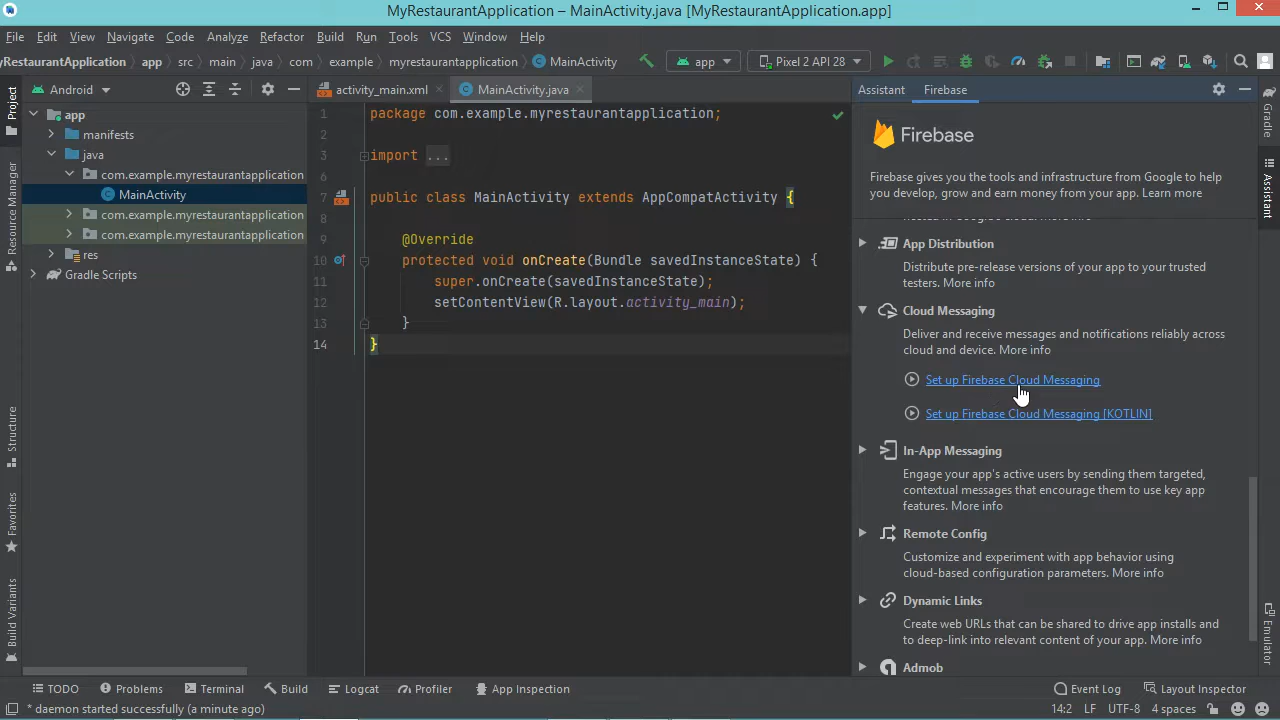 MyRestaurantApplication – MainActivity.java [MyRestaurantApplication.app]
File Edit View Navigate Code Analyze Refactor Build Run Tools VCS Window Help
yRestaurantApplication app src main java com example myrestaurantapplication MainActivity app Pixel 2 API 28
Project
Resource Manager
Structure
Favorites
Build Variants
Android
app
manifests
java
com.example.myrestaurantapplication
MainActivity
com.example.myrestaurantapplication
com.example.myrestaurantapplication
res
Gradle Scripts
activity_main.xml MainActivity.java
1 package com.example.myrestaurantapplication;
2
3 import ...
6
7 public class MainActivity extends AppCompatActivity {
8
9 @Override
10 protected void onCreate(Bundle savedInstanceState) {
11 super.onCreate(savedInstanceState);
12 setContentView(R.layout.activity_main);
13 }
14 }
Assistant Firebase
Firebase
Firebase gives you the tools and infrastructure from Google to help
you develop, grow and earn money from your app. Learn more
App Distribution
Distribute pre-release versions of your app to your trusted
testers. More info
Cloud Messaging
Deliver and receive messages and notifications reliably across
cloud and device. More info
Set up Firebase Cloud Messaging
Set up Firebase Cloud Messaging [KOTLIN]
In-App Messaging
Engage your app's active users by sending them targeted,
contextual messages that encourage them to use key app
features. More info
Remote Config
Customize and experiment with app behavior using
cloud-based configuration parameters. More info
Dynamic Links
Create web URLs that can be shared to drive app installs and
to deep-link into relevant content of your app. More info
Admob
Gradle
Assistant
Emulator
TODO Problems Terminal Build Logcat Profiler App Inspection Event Log Layout Inspector
* daemon started successfully (a minute ago) 14:2 LF UTF-8 4 spaces